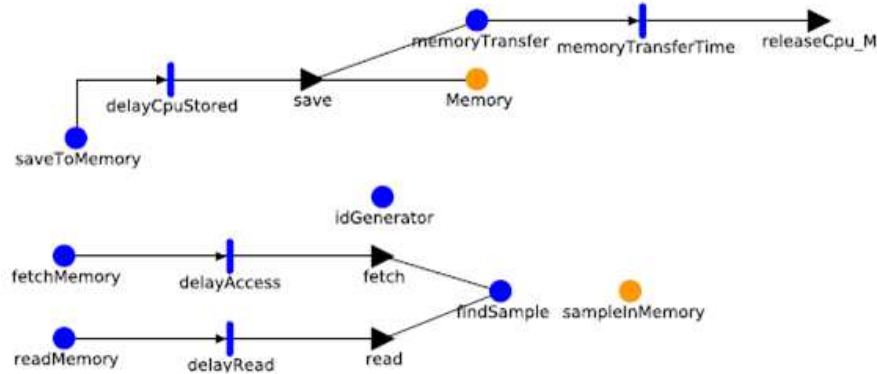 memoryTransfer
memoryTransferTime
releaseCpu_M
delayCpuStored
save
Memory
saveToMemory
idGenerator
fetchMemory
delayAccess
fetch
findSample
sampleInMemory
readMemory
delayRead
read